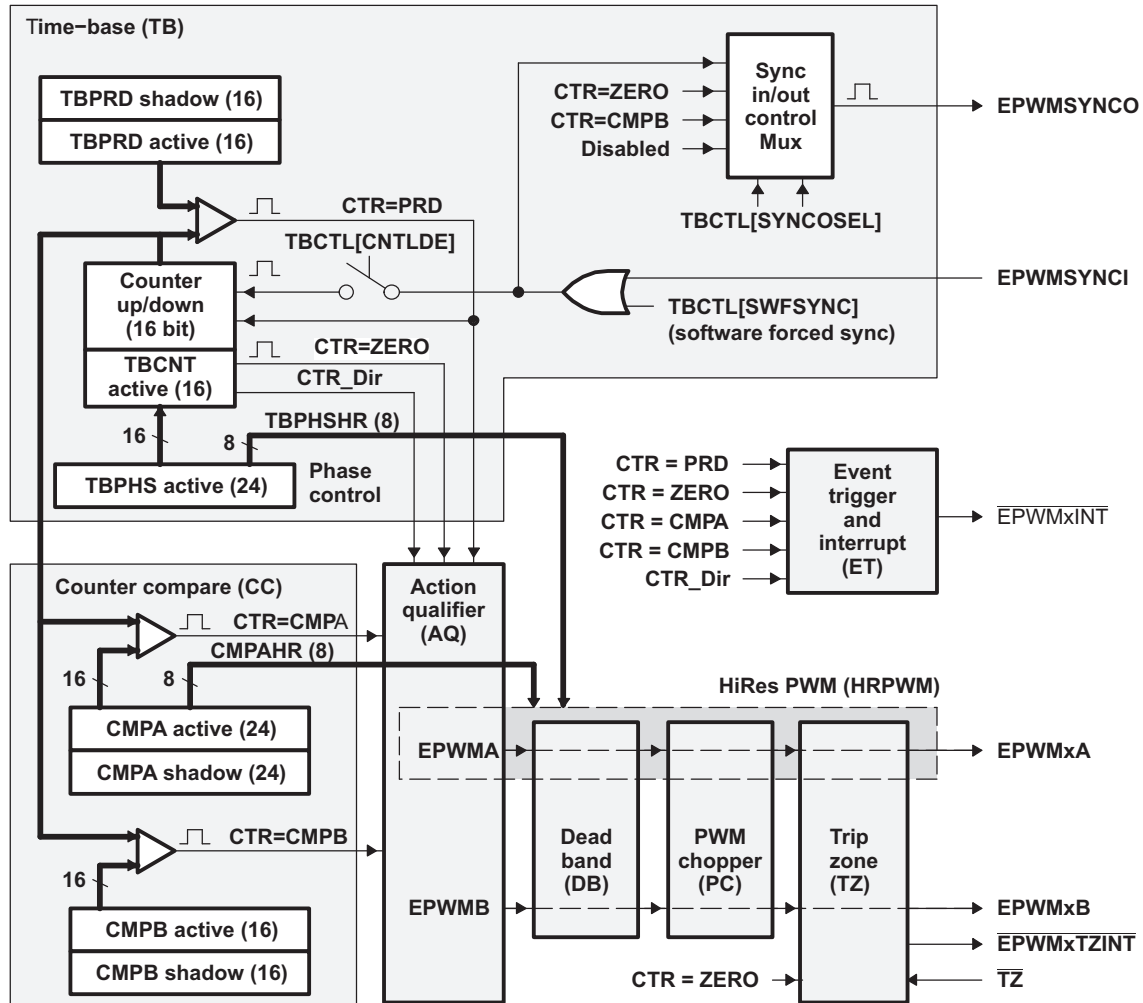 Time−base (TB)
TBPRD shadow (16)
TBPRD active (16)
CTR=PRD
TBCTL[CNTLDE]
Counter
up/down
(16 bit)
TBCNT
active (16)
CTR=ZERO
CTR_Dir
16
8
TBPHSHR (8)
TBPHS active (24)
Phase
control
CTR=ZERO
CTR=CMPB
Disabled
Sync
in/out
control
Mux
TBCTL[SYNCOSEL]
EPWMSYNCO
EPWMSYNCI
TBCTL[SWFSYNC]
(software forced sync)
CTR = PRD
CTR = ZERO
CTR = CMPA
CTR = CMPB
CTR_Dir
Event
trigger
and
interrupt
(ET)
EPWMxINT
Counter compare (CC)
CTR=CMPA
16
8
CMPAHR (8)
CMPA active (24)
CMPA shadow (24)
CTR=CMPB
16
CMPB active (16)
CMPB shadow (16)
Action
qualifier
(AQ)
EPWMA
EPWMB
HiRes PWM (HRPWM)
Dead
band
(DB)
PWM
chopper
(PC)
Trip
zone
(TZ)
CTR = ZERO
EPWMxA
EPWMxB
EPWMxTZINT
TZ